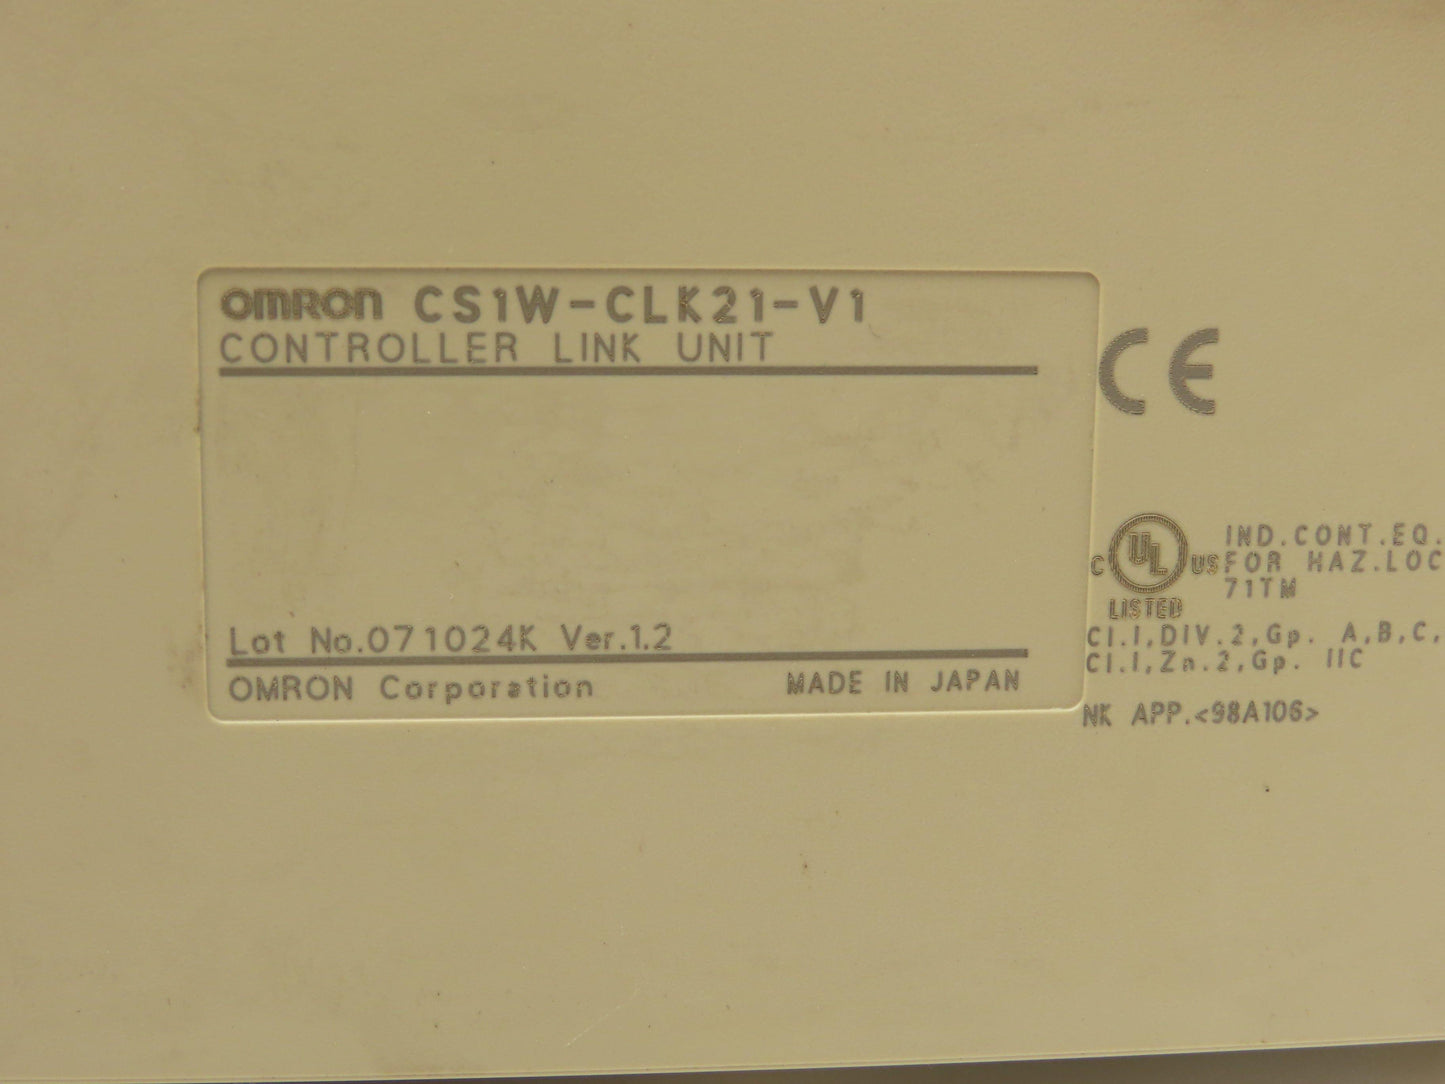 OMRON CS1W-CLK21-V1
CONTROLLER LINK UNIT
Lot No.071024K Ver.1.2
OMRON Corporation MADE IN JAPAN
CE
C UL US
LISTED
IND.CONT.EQ.
FOR HAZ.LOC
71TM
Cl.I,DIV.2,Gp. A,B,C,
Cl.I,Zn.2,Gp. IIC
NK APP.<98A106>